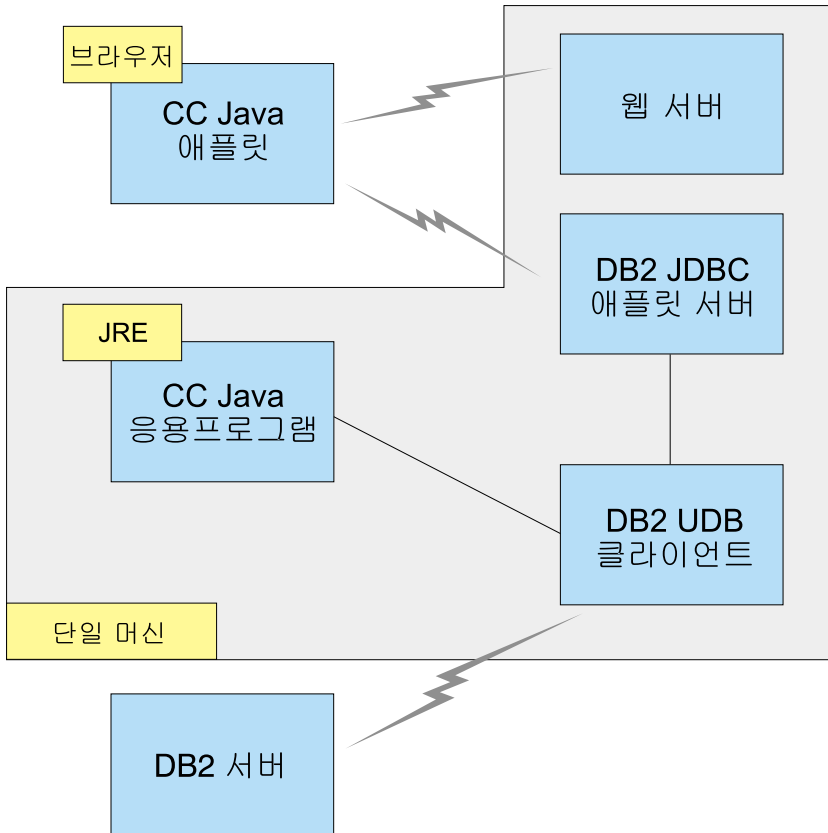 브라우저
CC Java
애플릿
웹 서버
DB2 JDBC
애플릿 서버
JRE
CC Java
응용프로그램
DB2 UDB
클라이언트
단일 머신
DB2 서버